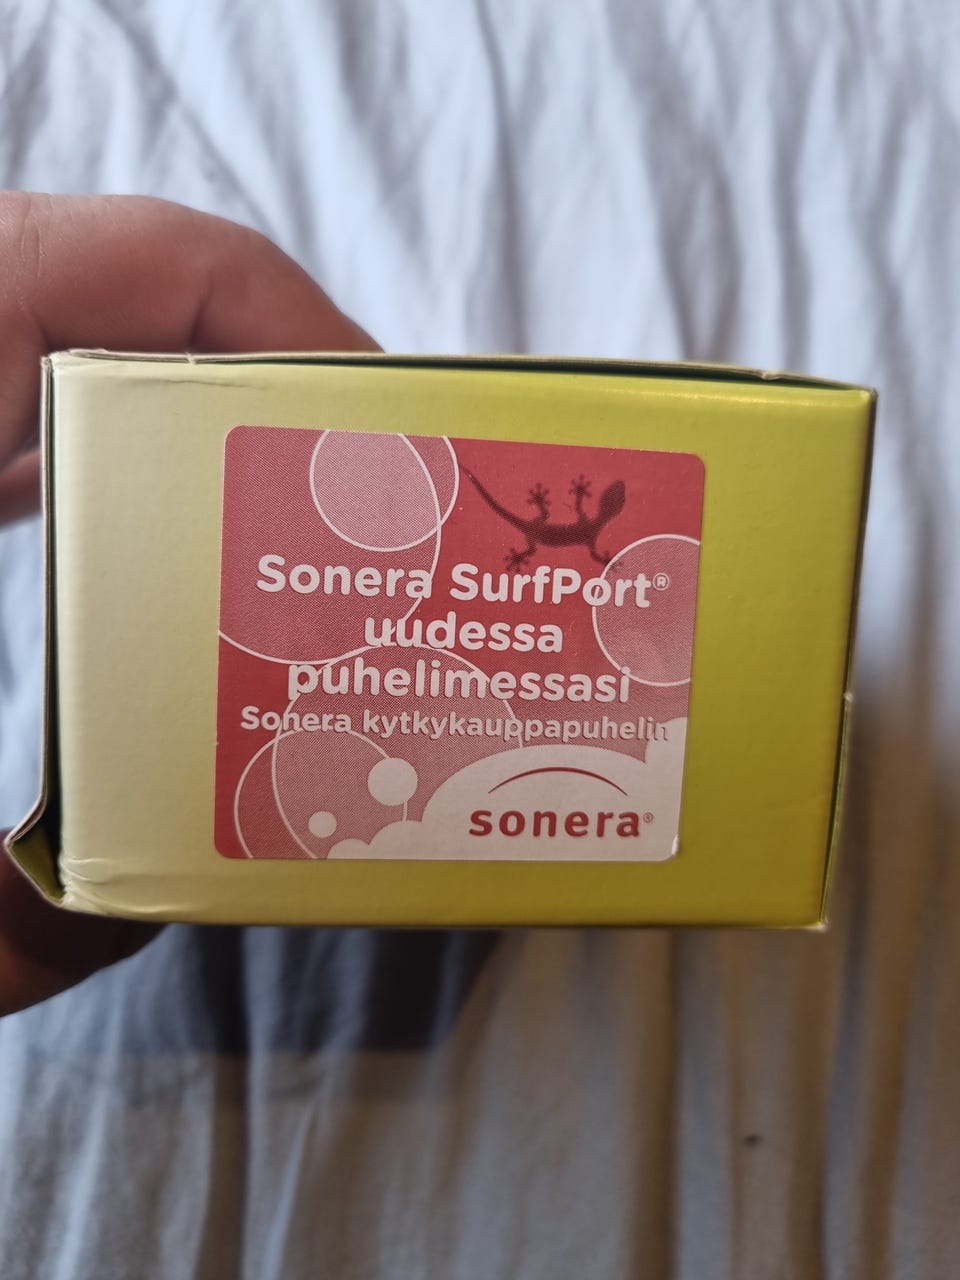 Sonera SurfPort®
uudessa
puhelimessasi
Sonera kytkykauppapuhelin
sonera®